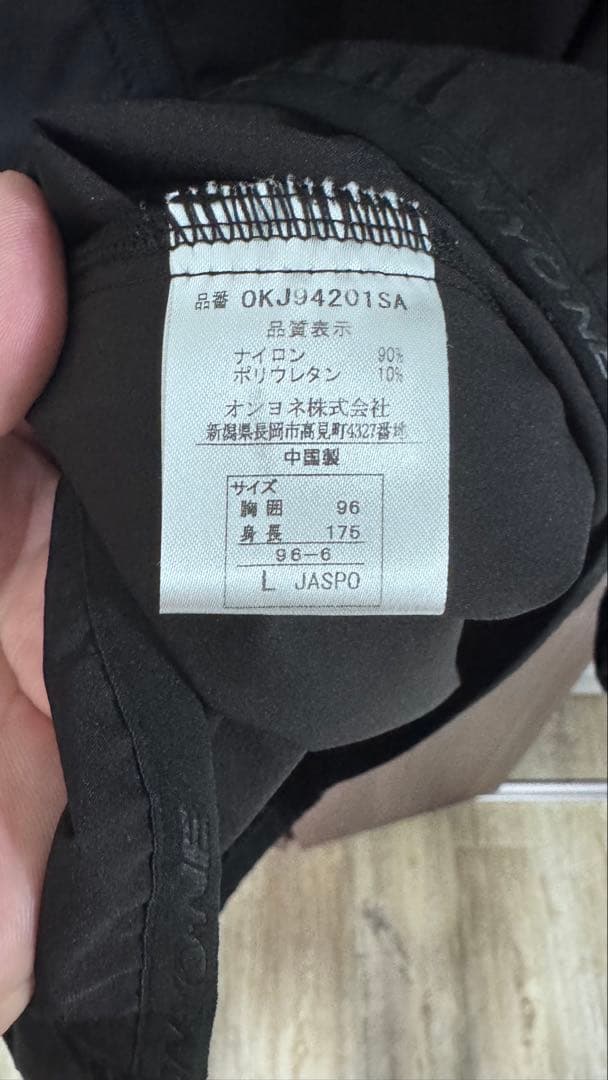 品番 OKJ94201SA
品質表示
ナイロン 90%
ポリウレタン 10%
オンヨネ株式会社
新潟県長岡市高見町4327番地
中国製
サイズ
胸囲 96
身長 175
96-6
L JASPO
ONYONE
ONYONE